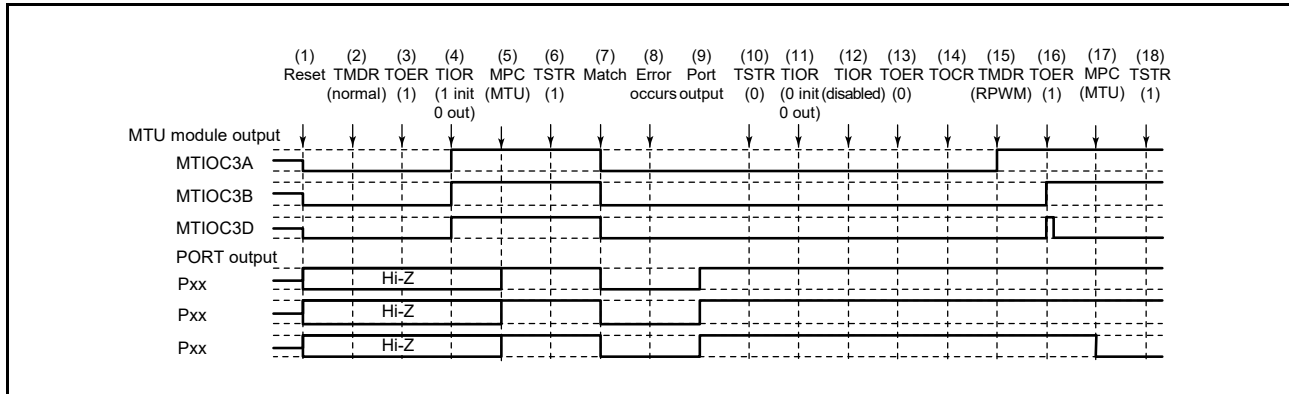 (1) (2) (3) (4) (5) (6) (7) (8) (9) (10) (11) (12) (13) (14) (15) (16) (17) (18)
Reset TMDR TOER TIOR MPC TSTR Match Error Port TSTR TIOR TIOR TOER TOCR TMDR TOER MPC TSTR
(normal) (1) (1 init (MTU) (1) occurs output (0) (0 init (disabled) (0) (RPWM) (1) (MTU) (1)
0 out) 0 out)
MTU module output
MTIOC3A
MTIOC3B
MTIOC3D
PORT output
Pxx Hi-Z
Pxx Hi-Z
Pxx Hi-Z